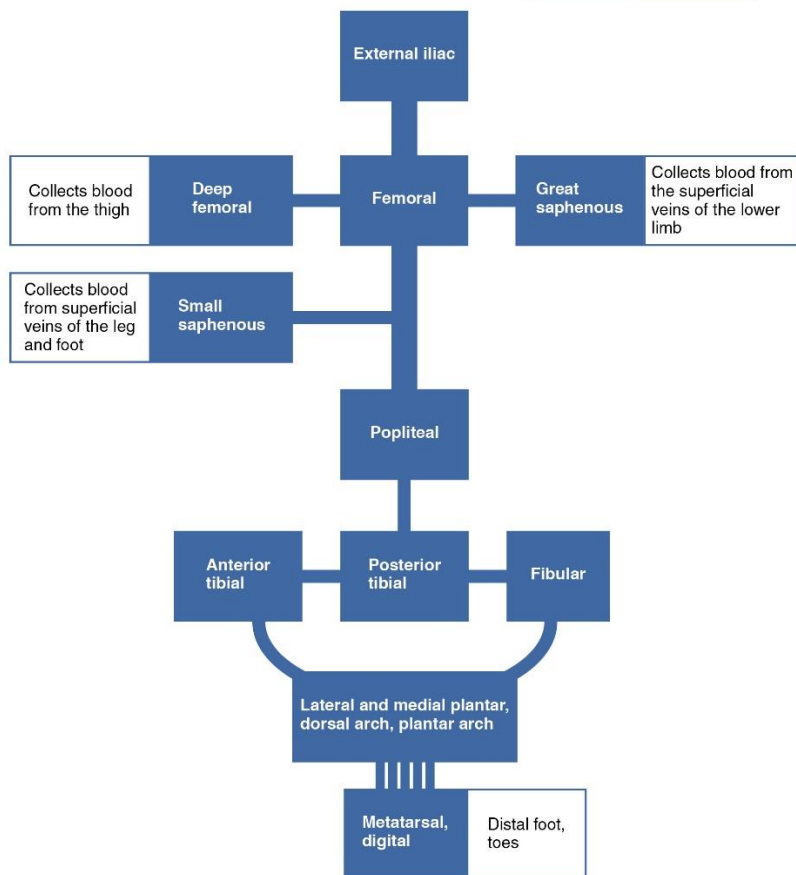 External iliac
Collects blood
from the thigh
Deep
femoral
Femoral
Great
saphenous
Collects blood from
the superficial
veins of the lower
limb
Collects blood
from superficial
veins of the leg
and foot
Small
saphenous
Popliteal
Anterior
tibial
Posterior
tibial
Fibular
Lateral and medial plantar,
dorsal arch, plantar arch
Metatarsal,
digital
Distal foot,
toes